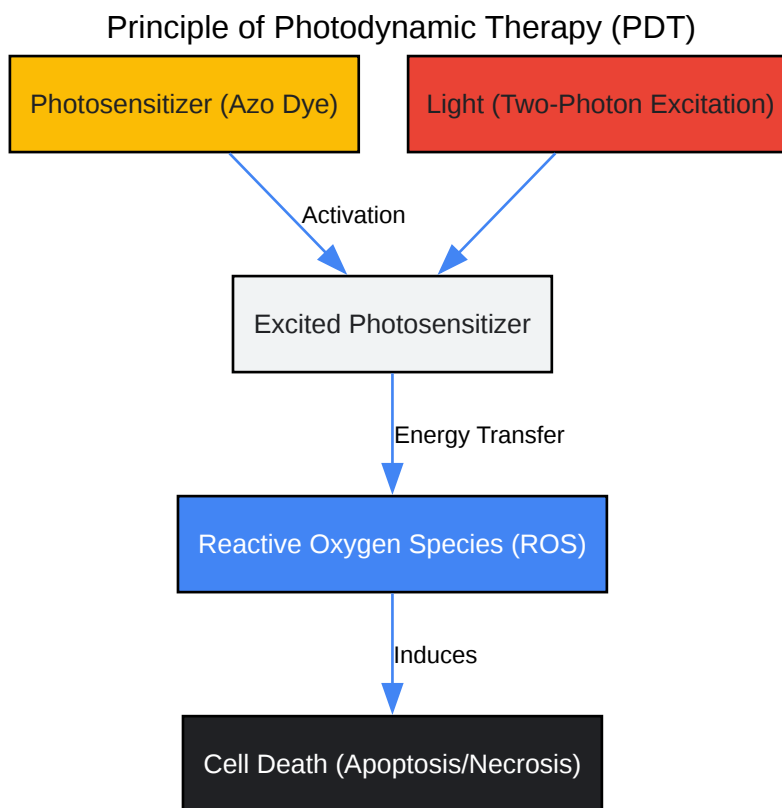 Principle of Photodynamic Therapy (PDT)
Photosensitizer (Azo Dye)
Light (Two-Photon Excitation)
Activation
Excited Photosensitizer
Energy Transfer
Reactive Oxygen Species (ROS)
Induces
Cell Death (Apoptosis/Necrosis)